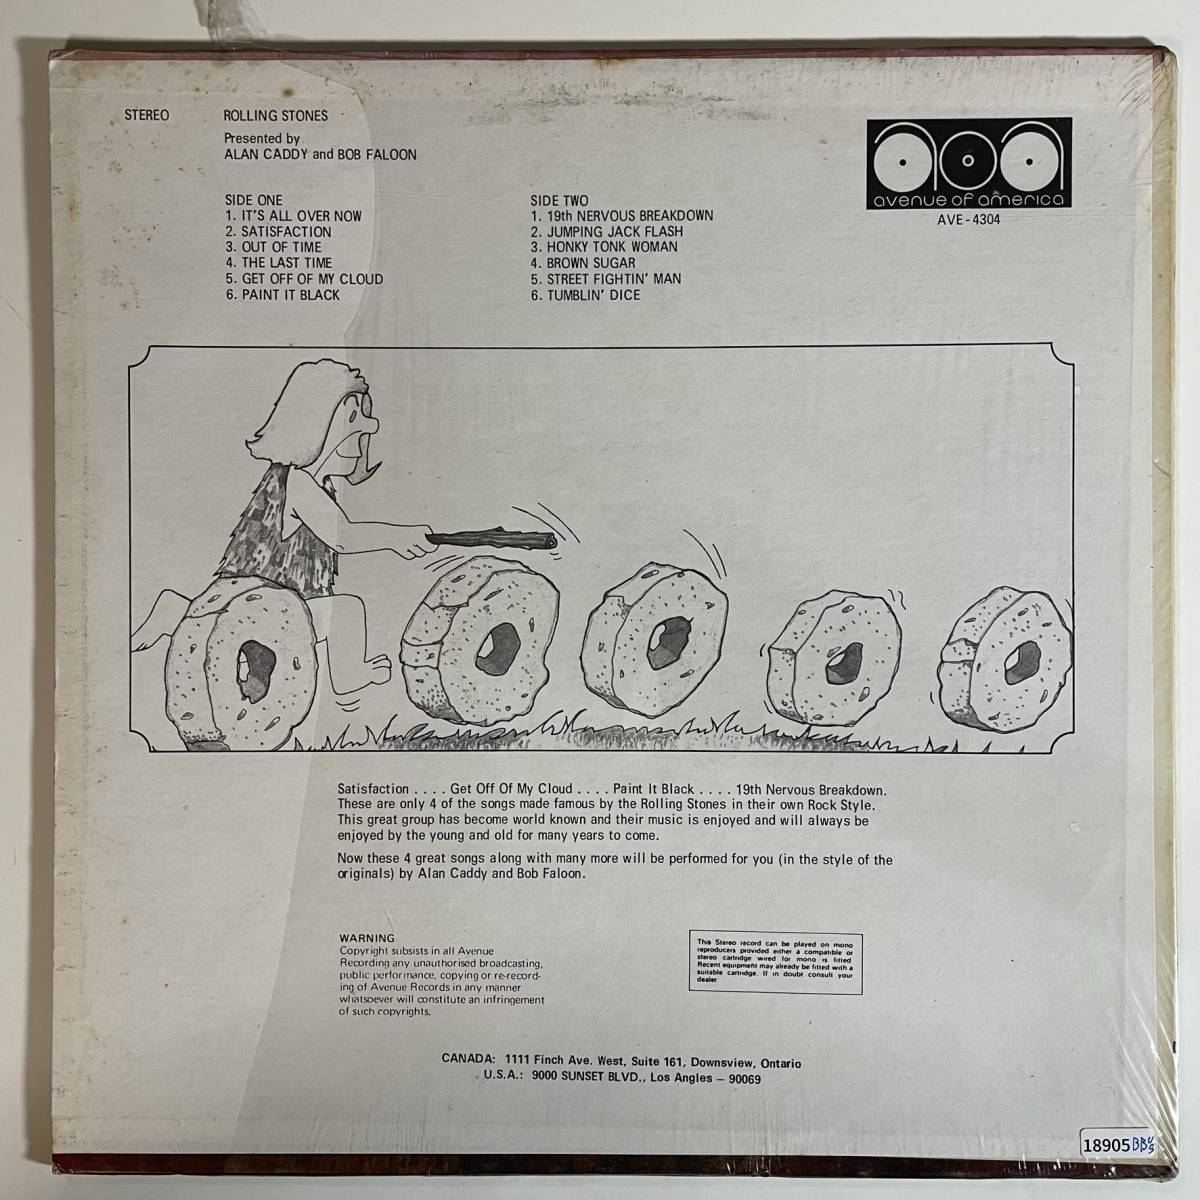 STEREO
ROLLING STONES
Presented by
ALAN CADDY and BOB FALOON
SIDE ONE
1. IT'S ALL OVER NOW
2. SATISFACTION
3. OUT OF TIME
4. THE LAST TIME
5. GET OFF OF MY CLOUD
6. PAINT IT BLACK
SIDE TWO
1. 19th NERVOUS BREAKDOWN
2. JUMPING JACK FLASH
3. HONKY TONK WOMAN
4. BROWN SUGAR
5. STREET FIGHTIN' MAN
6. TUMBLIN' DICE
aoa
avenue of america
AVE-4304
Satisfaction . . . . Get Off Of My Cloud . . . . Paint It Black . . . . 19th Nervous Breakdown.
These are only 4 of the songs made famous by the Rolling Stones in their own Rock Style.
This great group has become world known and their music is enjoyed and will always be
enjoyed by the young and old for many years to come.
Now these 4 great songs along with many more will be performed for you (in the style of the
originals) by Alan Caddy and Bob Faloon.
WARNING
Copyright subsists in all Avenue
Recording any unauthorised broadcasting,
public performance, copying or re-record-
ing of Avenue Records in any manner
whatsoever will constitute an infringement
of such copyrights.
This Stereo record can be played on mono
reproducers provided either a compatible or
stereo cartridge wired for mono is fitted.
Recent equipment may already be fitted with a
suitable cartridge. If in doubt consult your
dealer.
CANADA: 1111 Finch Ave. West, Suite 161, Downsview, Ontario
U.S.A.: 9000 SUNSET BLVD., Los Angles – 90069
18905 BB US